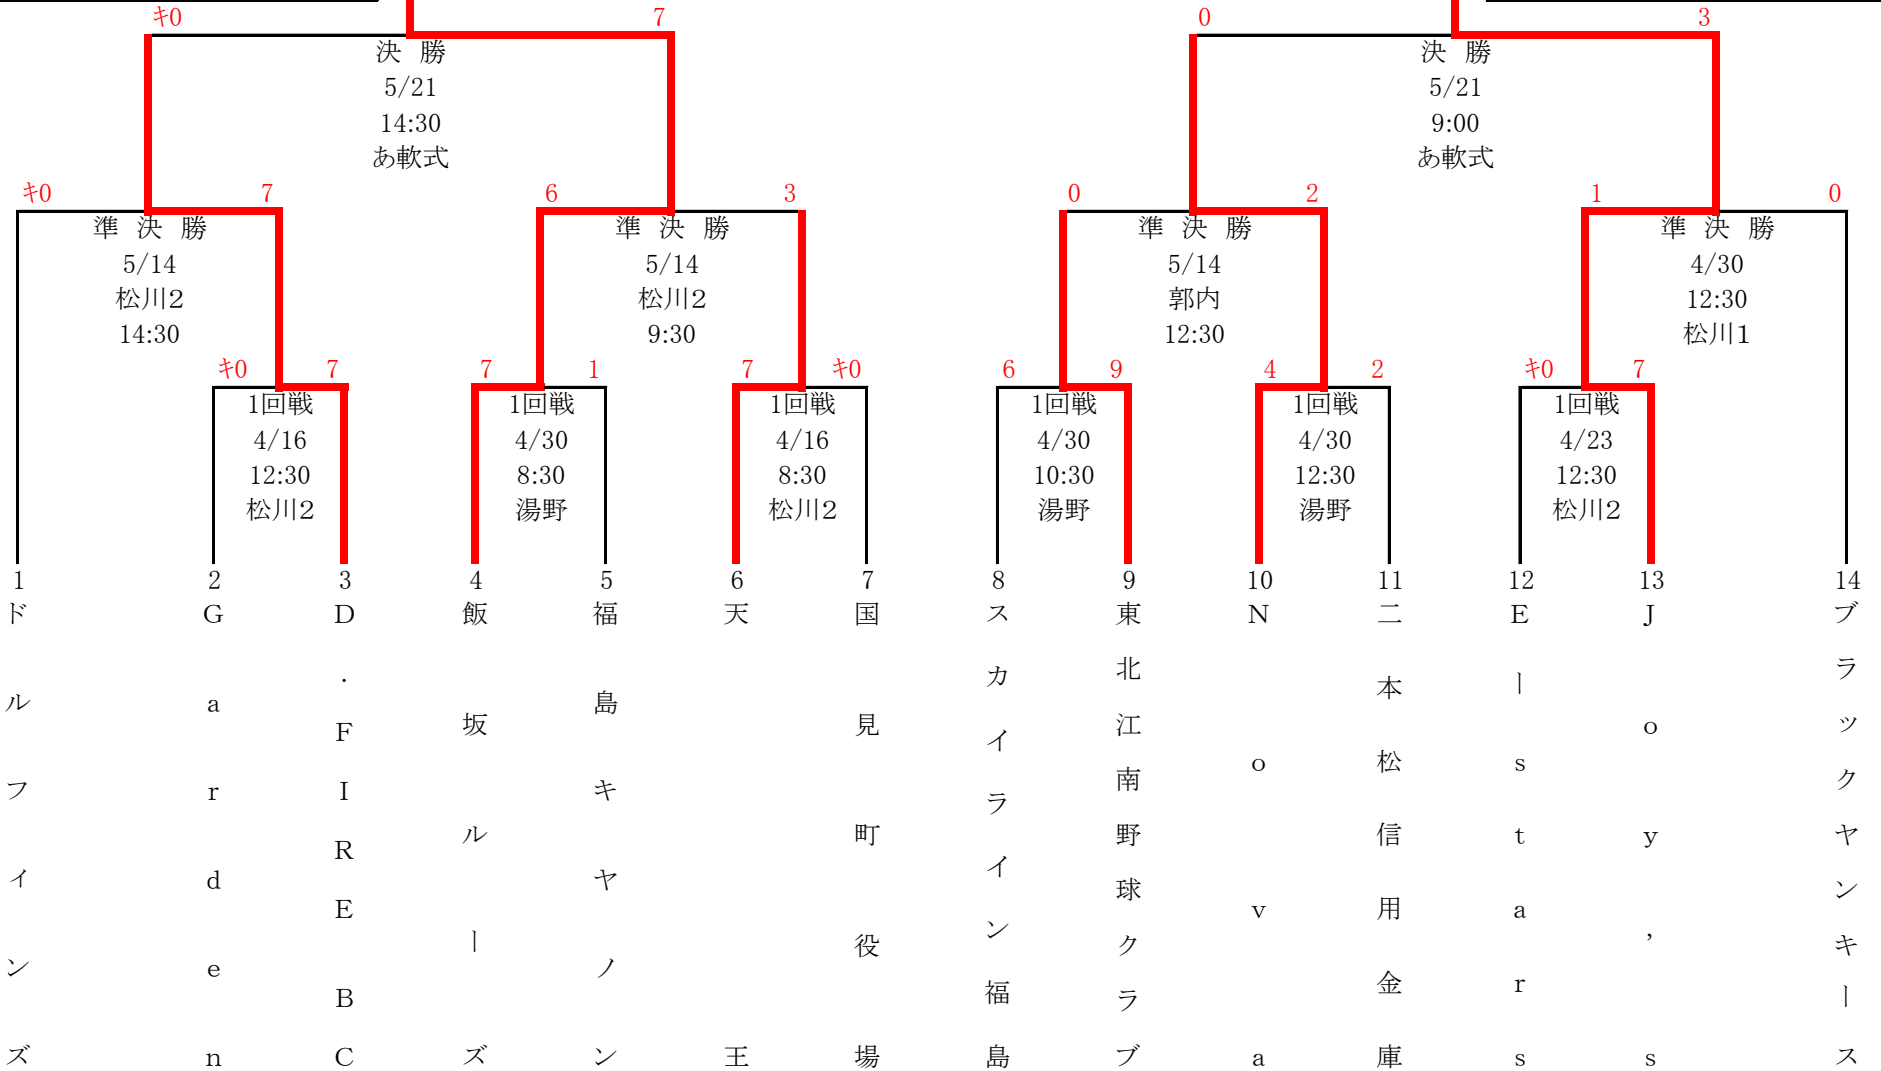 ｷ0 7 0 3
決 勝 決 勝
5/21 5/21
14:30 9:00
あ軟式 あ軟式
ｷ0 7 6 3 0 2 1 0
準 決 勝 準 決 勝 準 決 勝 準 決 勝
5/14 5/14 5/14 4/30
松川2 松川2 郭内 12:30
14:30 9:30 12:30 松川1
ｷ0 7 7 1 7 ｷ0 6 9 4 2 ｷ0 7
1回戦 1回戦 1回戦 1回戦 1回戦 1回戦
4/16 4/30 4/16 4/30 4/30 4/23
12:30 8:30 8:30 10:30 12:30 12:30
松川2 湯野 松川2 湯野 湯野 松川2
1 2 3 4 5 6 7 8 9 10 11 12 13 14
ドルフィンズ
Garden
D.FIRE BC
飯坂ルーズ
福島キヤノン
天王
国見町役場
スカイライン福島
東北江南野球クラブ
Nova
二本松信用金庫
Eーstars
Joy’s
ブラックヤンキース